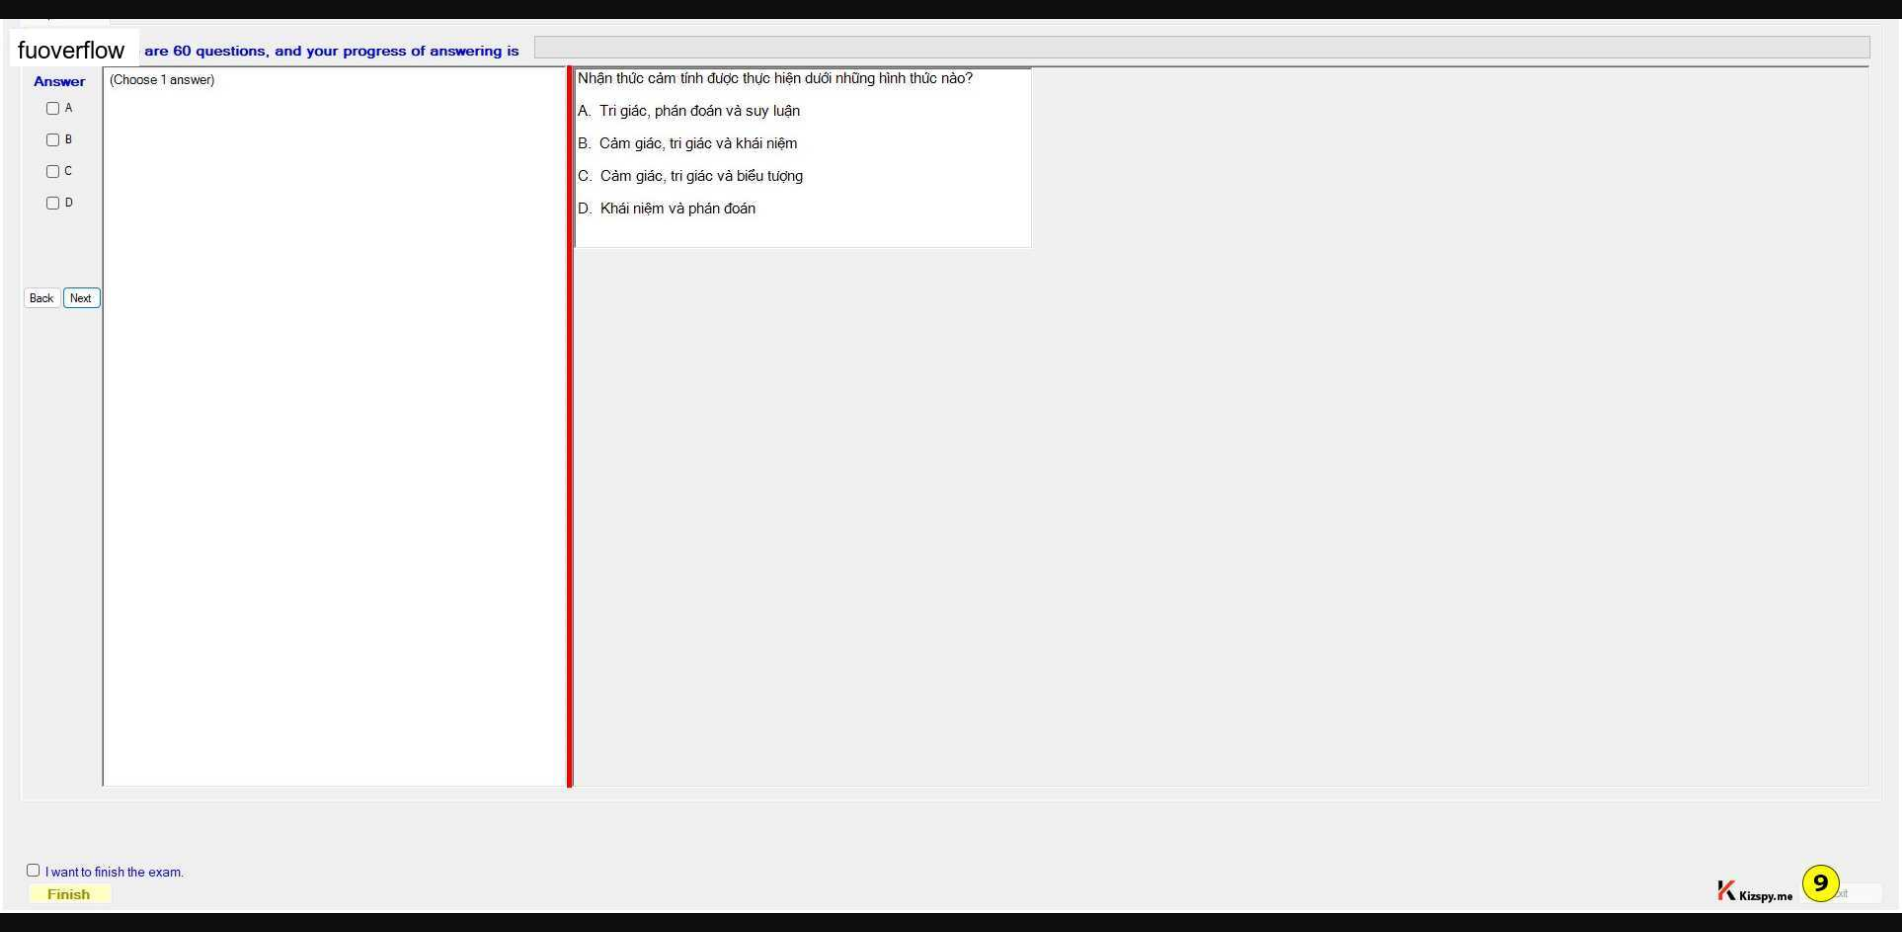 fuoverflow are 60 questions, and your progress of answering is
Answer
(Choose 1 answer)
A
B
C
D
Back Next
Nhận thức cảm tính được thực hiện dưới những hình thức nào?
A. Tri giác, phán đoán và suy luận
B. Cảm giác, tri giác và khái niệm
C. Cảm giác, tri giác và biểu tượng
D. Khái niệm và phán đoán
I want to finish the exam.
Finish
Kizspy.me
9